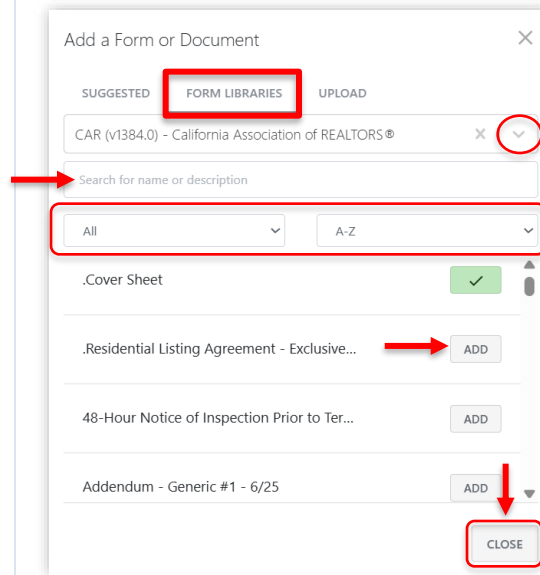 Add a Form or Document
SUGGESTED FORM LIBRARIES UPLOAD
CAR (v1384.0) - California Association of REALTORS®
Search for name or description
All A-Z
.Cover Sheet
.Residential Listing Agreement - Exclusive... ADD
48-Hour Notice of Inspection Prior to Ter... ADD
Addendum - Generic #1 - 6/25 ADD
CLOSE